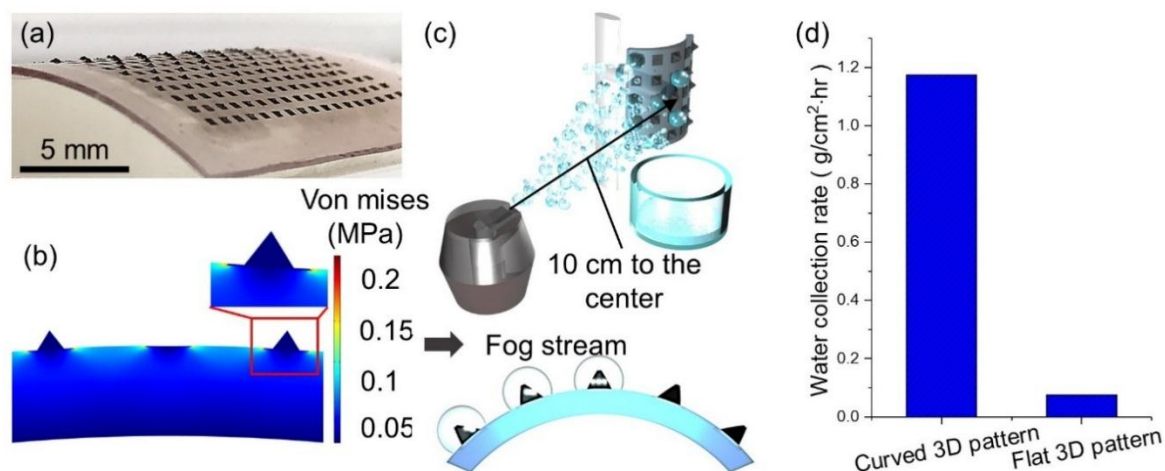 (a)
5 mm
(b)
Von mises
(MPa)
0.2
0.15
0.1
0.05
(c)
10 cm to the
center
Fog stream
(d)
Water collection rate ( g/cm²·hr)
1.2
1.0
0.8
0.6
0.4
0.2
0.0
Curved 3D pattern
Flat 3D pattern